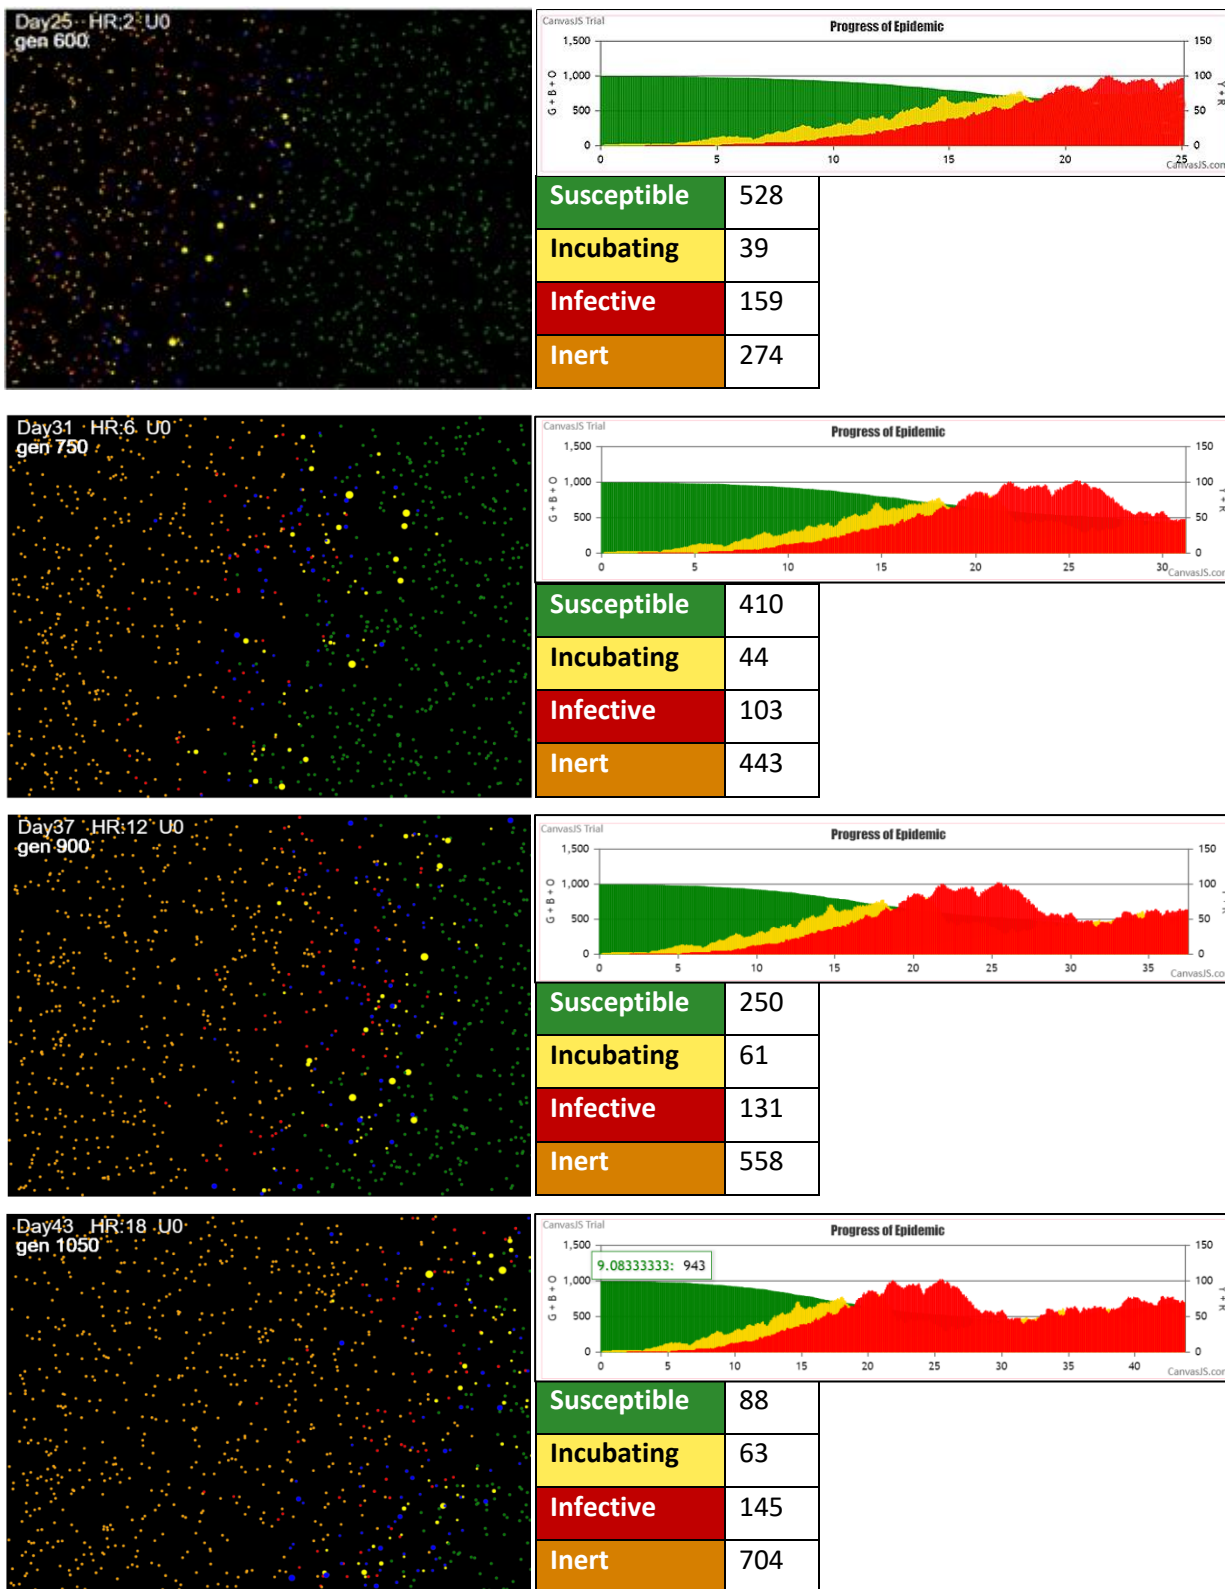 Day25 HR:2 U0
gen 600
CanvasJS Trial
Progress of Epidemic
1,500
1,000
500
0
G + B + O
150
100
50
0
Y + R
0 5 10 15 20 25
CanvasJS.com
Susceptible 528
Incubating 39
Infective 159
Inert 274
Day31 HR:6 U0
gen 750
CanvasJS Trial
Progress of Epidemic
1,500
1,000
500
0
G + B + O
150
100
50
0
Y + R
0 5 10 15 20 25 30
CanvasJS.com
Susceptible 410
Incubating 44
Infective 103
Inert 443
Day37 HR:12 U0
gen 900
CanvasJS Trial
Progress of Epidemic
1,500
1,000
500
0
G + B + O
150
100
50
0
Y + R
0 5 10 15 20 25 30 35
CanvasJS.com
Susceptible 250
Incubating 61
Infective 131
Inert 558
Day43 HR:18 U0
gen 1050
CanvasJS Trial
Progress of Epidemic
1,500
1,000
500
0
G + B + O
9.08333333: 943
150
100
50
0
Y + R
0 5 10 15 20 25 30 35 40
CanvasJS.com
Susceptible 88
Incubating 63
Infective 145
Inert 704